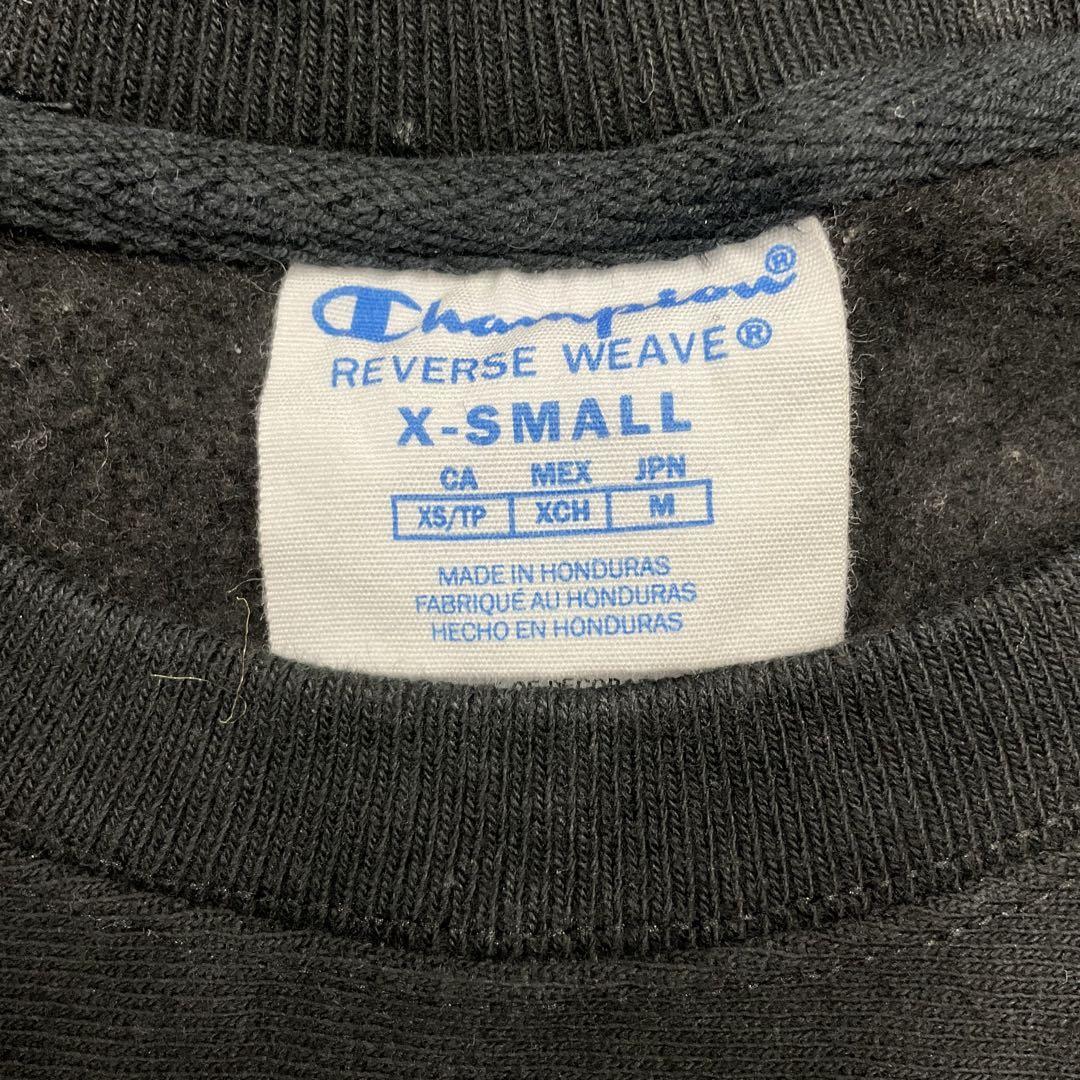 Champion®
REVERSE WEAVE®
X-SMALL
CA MEX JPN
XS/TP XCH M
MADE IN HONDURAS
FABRIQUÉ AU HONDURAS
HECHO EN HONDURAS